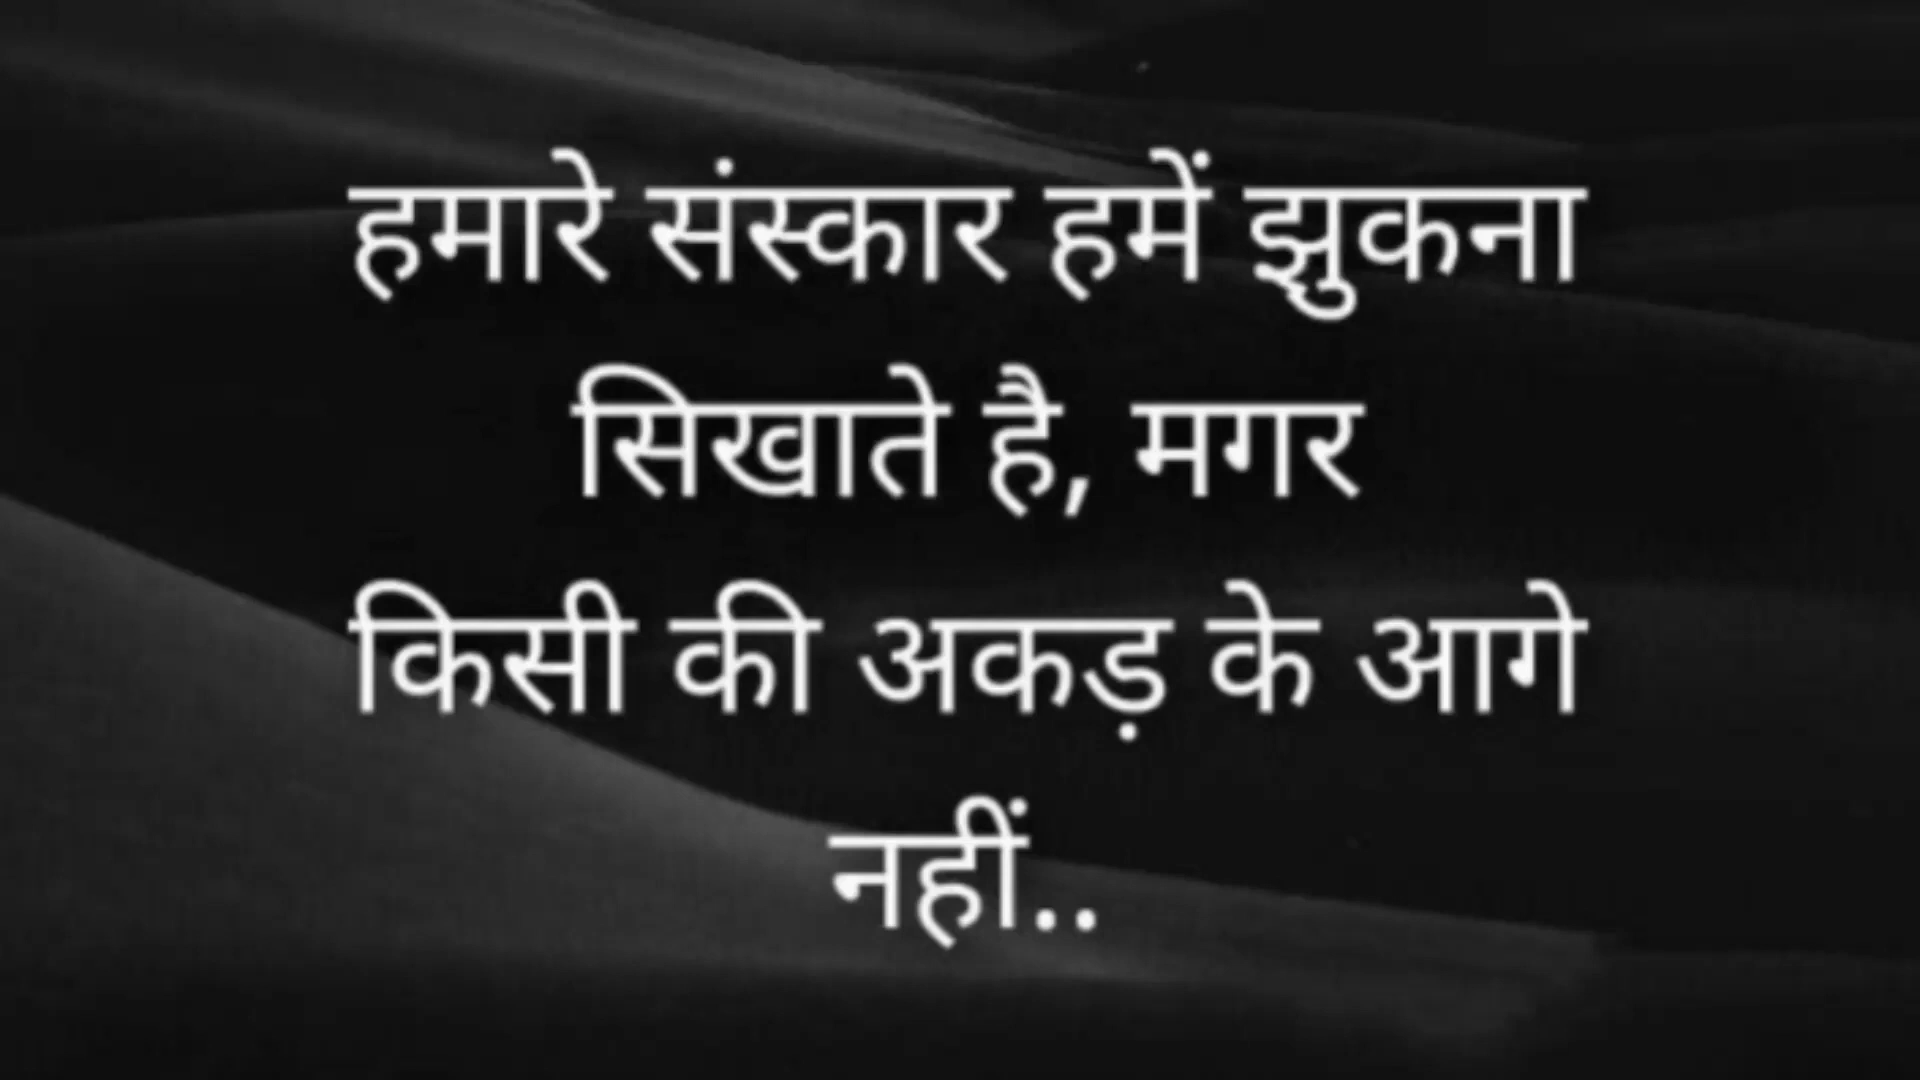 हमारे संस्कार हमें झुकना
सिखाते है, मगर
किसी की अकड़ के आगे
नहीं..